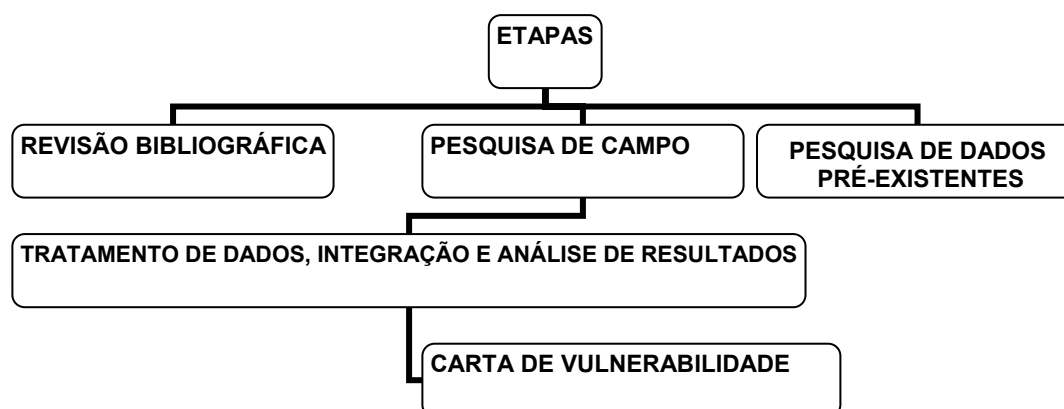 ETAPAS
REVISÃO BIBLIOGRÁFICA
PESQUISA DE CAMPO
PESQUISA DE DADOS
PRÉ-EXISTENTES
TRATAMENTO DE DADOS, INTEGRAÇÃO E ANÁLISE DE RESULTADOS
CARTA DE VULNERABILIDADE